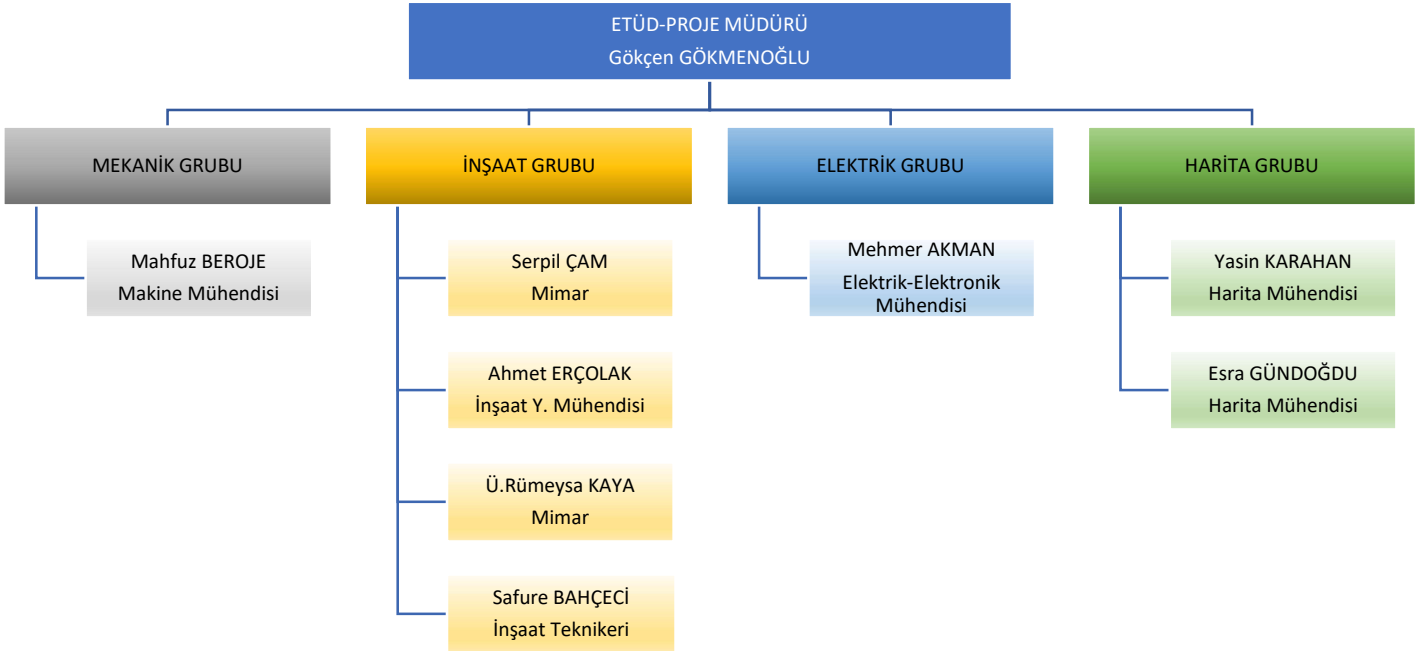 ETÜD-PROJE MÜDÜRÜ
Gökçen GÖKMENOĞLU
MEKANİK GRUBU
Mahfuz BEROJE
Makine Mühendisi
İNŞAAT GRUBU
Serpil ÇAM
Mimar
Ahmet ERÇOLAK
İnşaat Y. Mühendisi
Ü.Rümeysa KAYA
Mimar
Safure BAHÇECİ
İnşaat Teknikeri
ELEKTRİK GRUBU
Mehmer AKMAN
Elektrik-Elektronik
Mühendisi
HARİTA GRUBU
Yasin KARAHAN
Harita Mühendisi
Esra GÜNDOĞDU
Harita Mühendisi